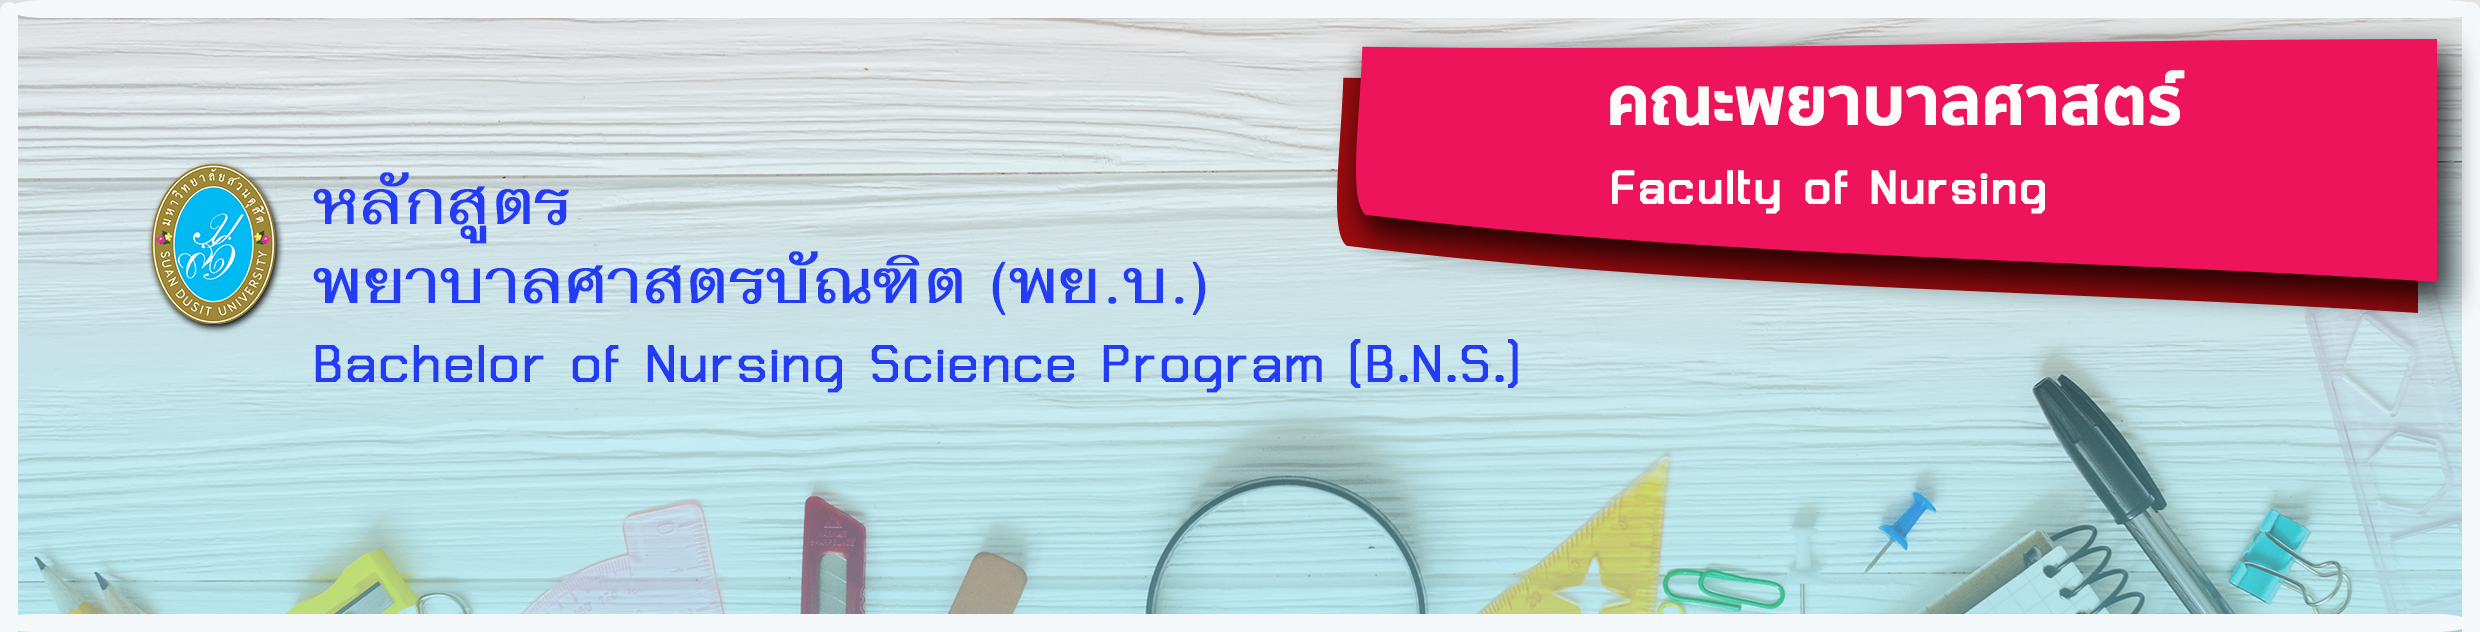 คณะพยาบาลศาสตร์
Faculty of Nursing
มหาวิทยาลัยสวนดุสิต
SUAN DUSIT UNIVERSITY
หลักสูตร
พยาบาลศาสตรบัณฑิต (พย.บ.)
Bachelor of Nursing Science Program (B.N.S.)